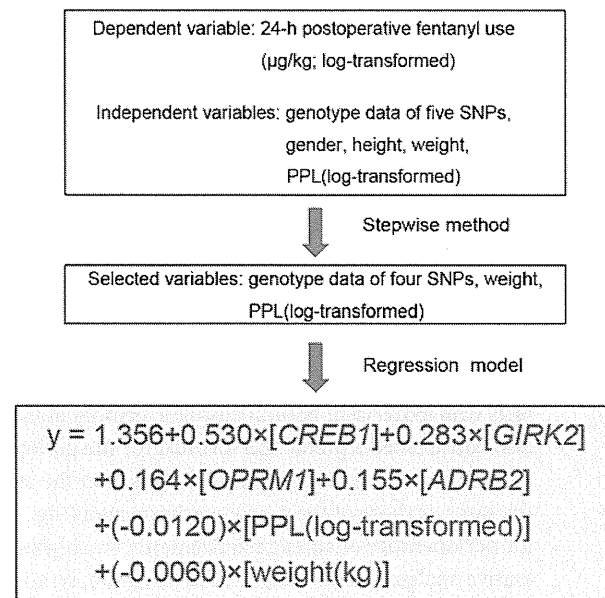 Dependent variable: 24-h postoperative fentanyl use
(μg/kg; log-transformed)
Independent variables: genotype data of five SNPs,
gender, height, weight,
PPL(log-transformed)
Stepwise method
Selected variables: genotype data of four SNPs, weight,
PPL(log-transformed)
Regression model
y = 1.356+0.530×[CREB1]+0.283×[GIRK2]
+0.164×[OPRM1]+0.155×[ADRB2]
+(-0.0120)×[PPL(log-transformed)]
+(-0.0060)×[weight(kg)]